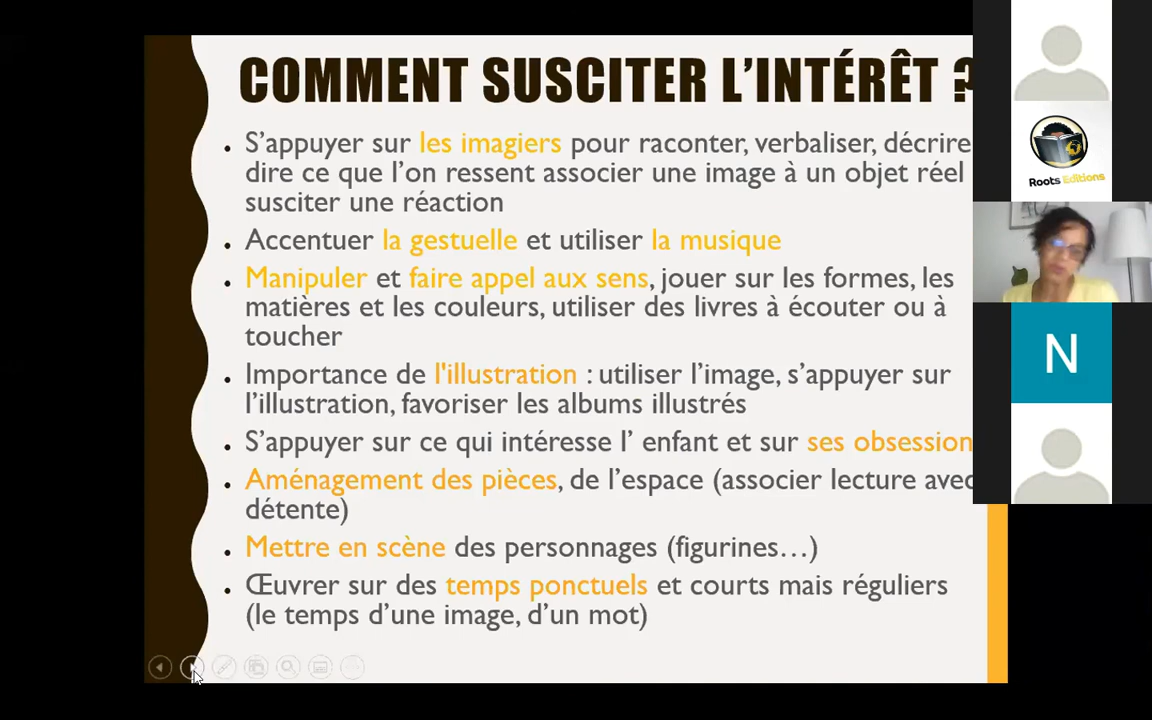 COMMENT SUSCITER L'INTÉRÊT ?
• S'appuyer sur les imagiers pour raconter, verbaliser, décrire
dire ce que l'on ressent associer une image à un objet réel
susciter une réaction
• Accentuer la gestuelle et utiliser la musique
• Manipuler et faire appel aux sens, jouer sur les formes, les
matières et les couleurs, utiliser des livres à écouter ou à
toucher
• Importance de l'illustration : utiliser l'image, s'appuyer sur
l'illustration, favoriser les albums illustrés
• S'appuyer sur ce qui intéresse l' enfant et sur ses obsession
• Aménagement des pièces, de l'espace (associer lecture avec
détente)
• Mettre en scène des personnages (figurines…)
• Œuvrer sur des temps ponctuels et courts mais réguliers
(le temps d'une image, d'un mot)
Roots Editions
N